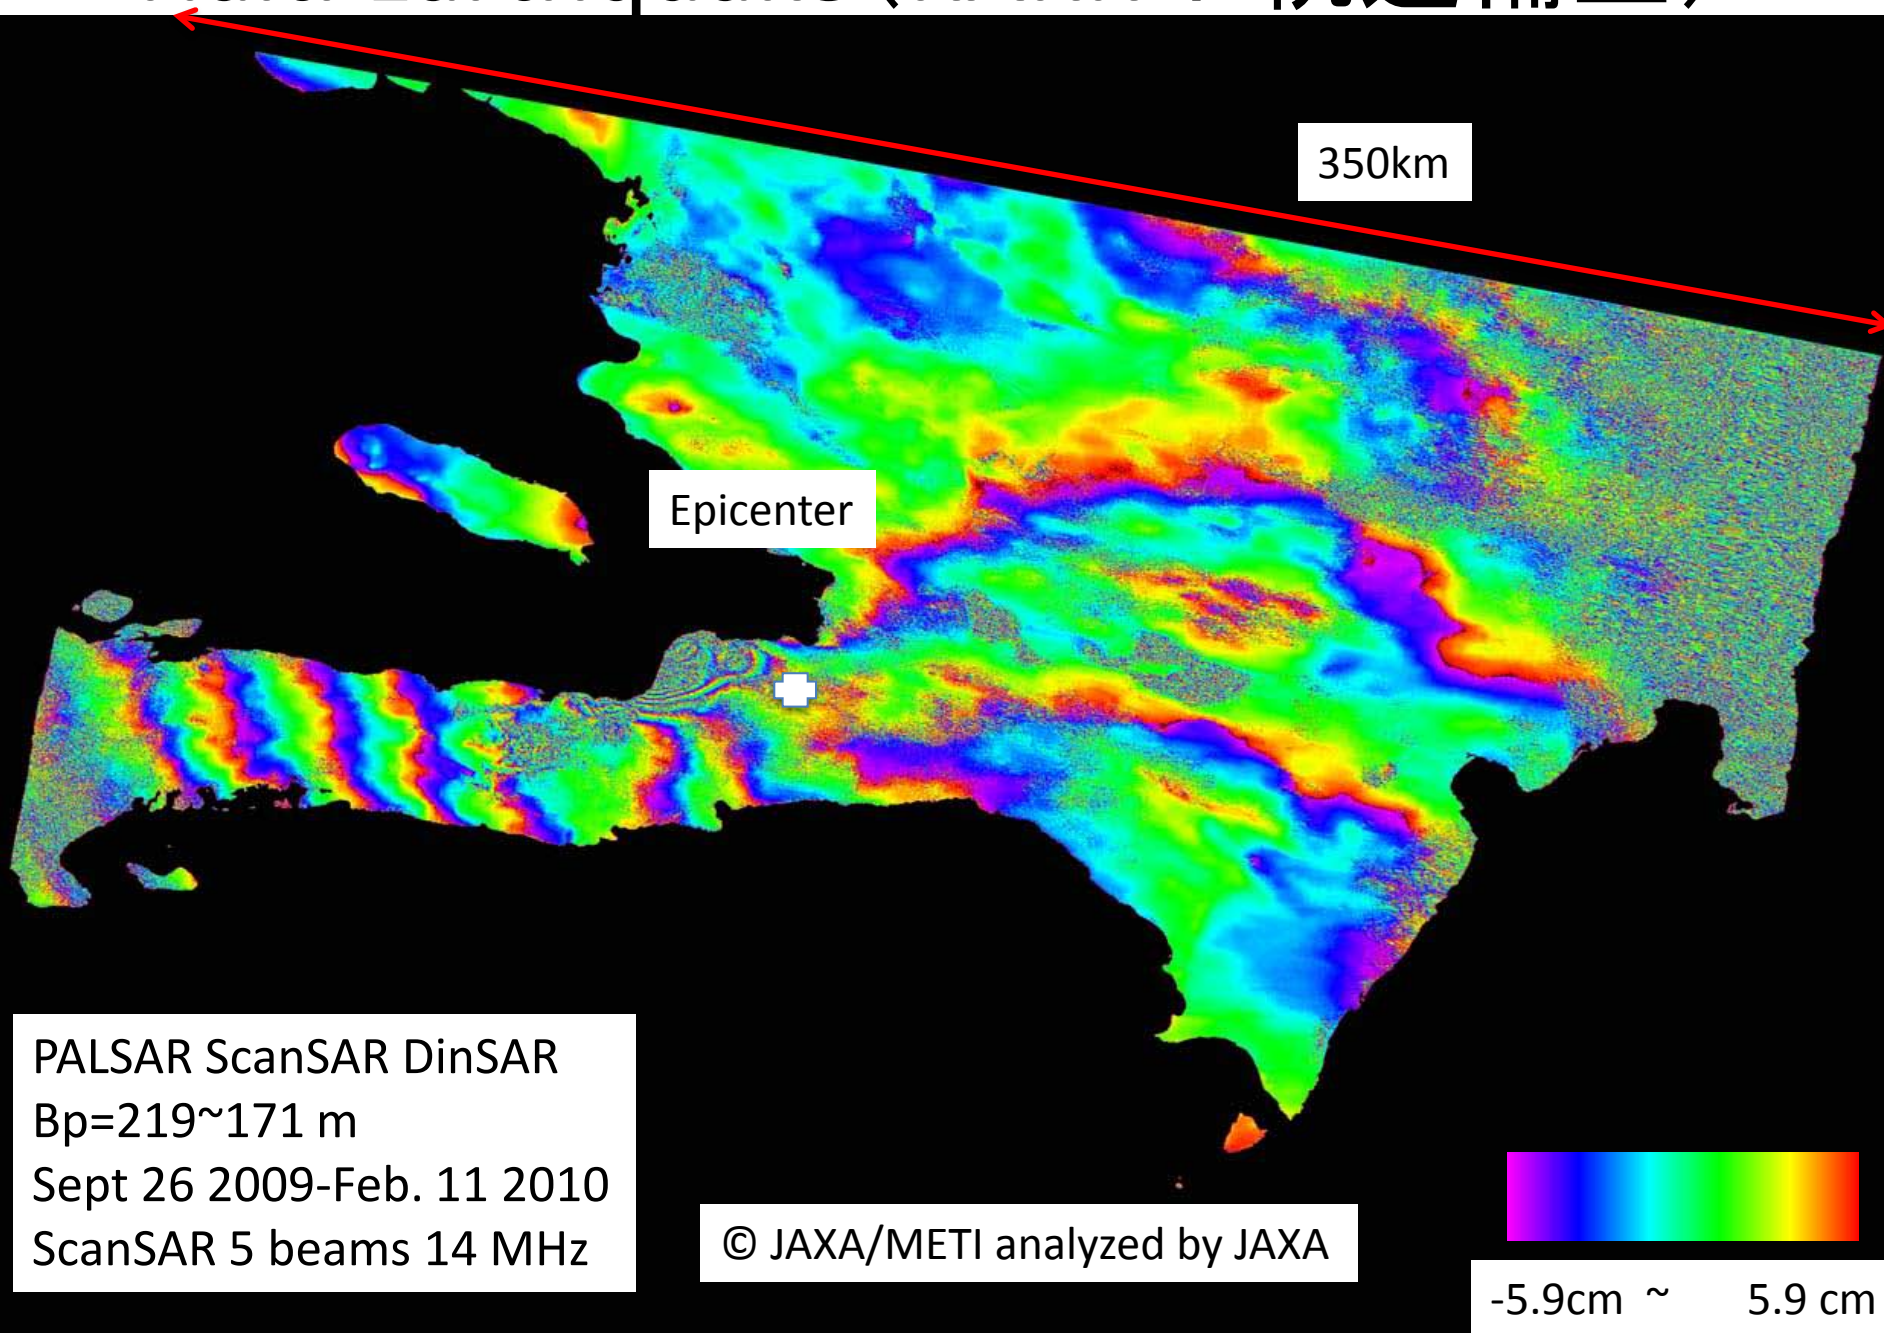 350km
Epicenter
PALSAR ScanSAR DinSAR
Bp=219~171 m
Sept 26 2009-Feb. 11 2010
ScanSAR 5 beams 14 MHz
© JAXA/METI analyzed by JAXA
-5.9cm ~ 5.9 cm